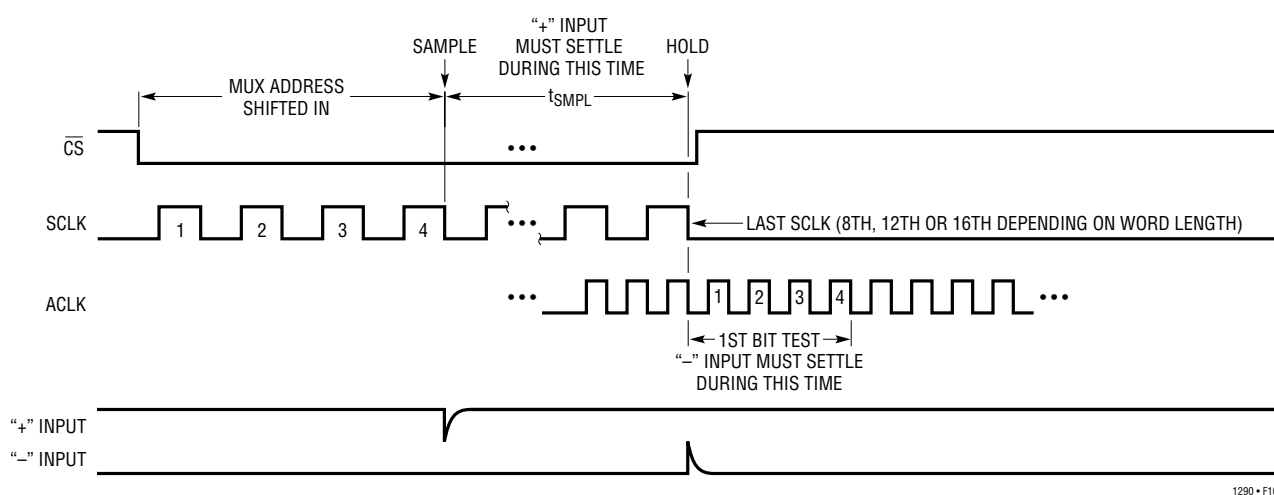 “+” INPUT
MUST SETTLE
DURING THIS TIME
SAMPLE
HOLD
MUX ADDRESS
SHIFTED IN
tSMPL
CS
•••
SCLK
1
2
3
4
•••
LAST SCLK (8TH, 12TH OR 16TH DEPENDING ON WORD LENGTH)
ACLK
•••
1
2
3
4
•••
1ST BIT TEST
“–” INPUT MUST SETTLE
DURING THIS TIME
“+” INPUT
“–” INPUT